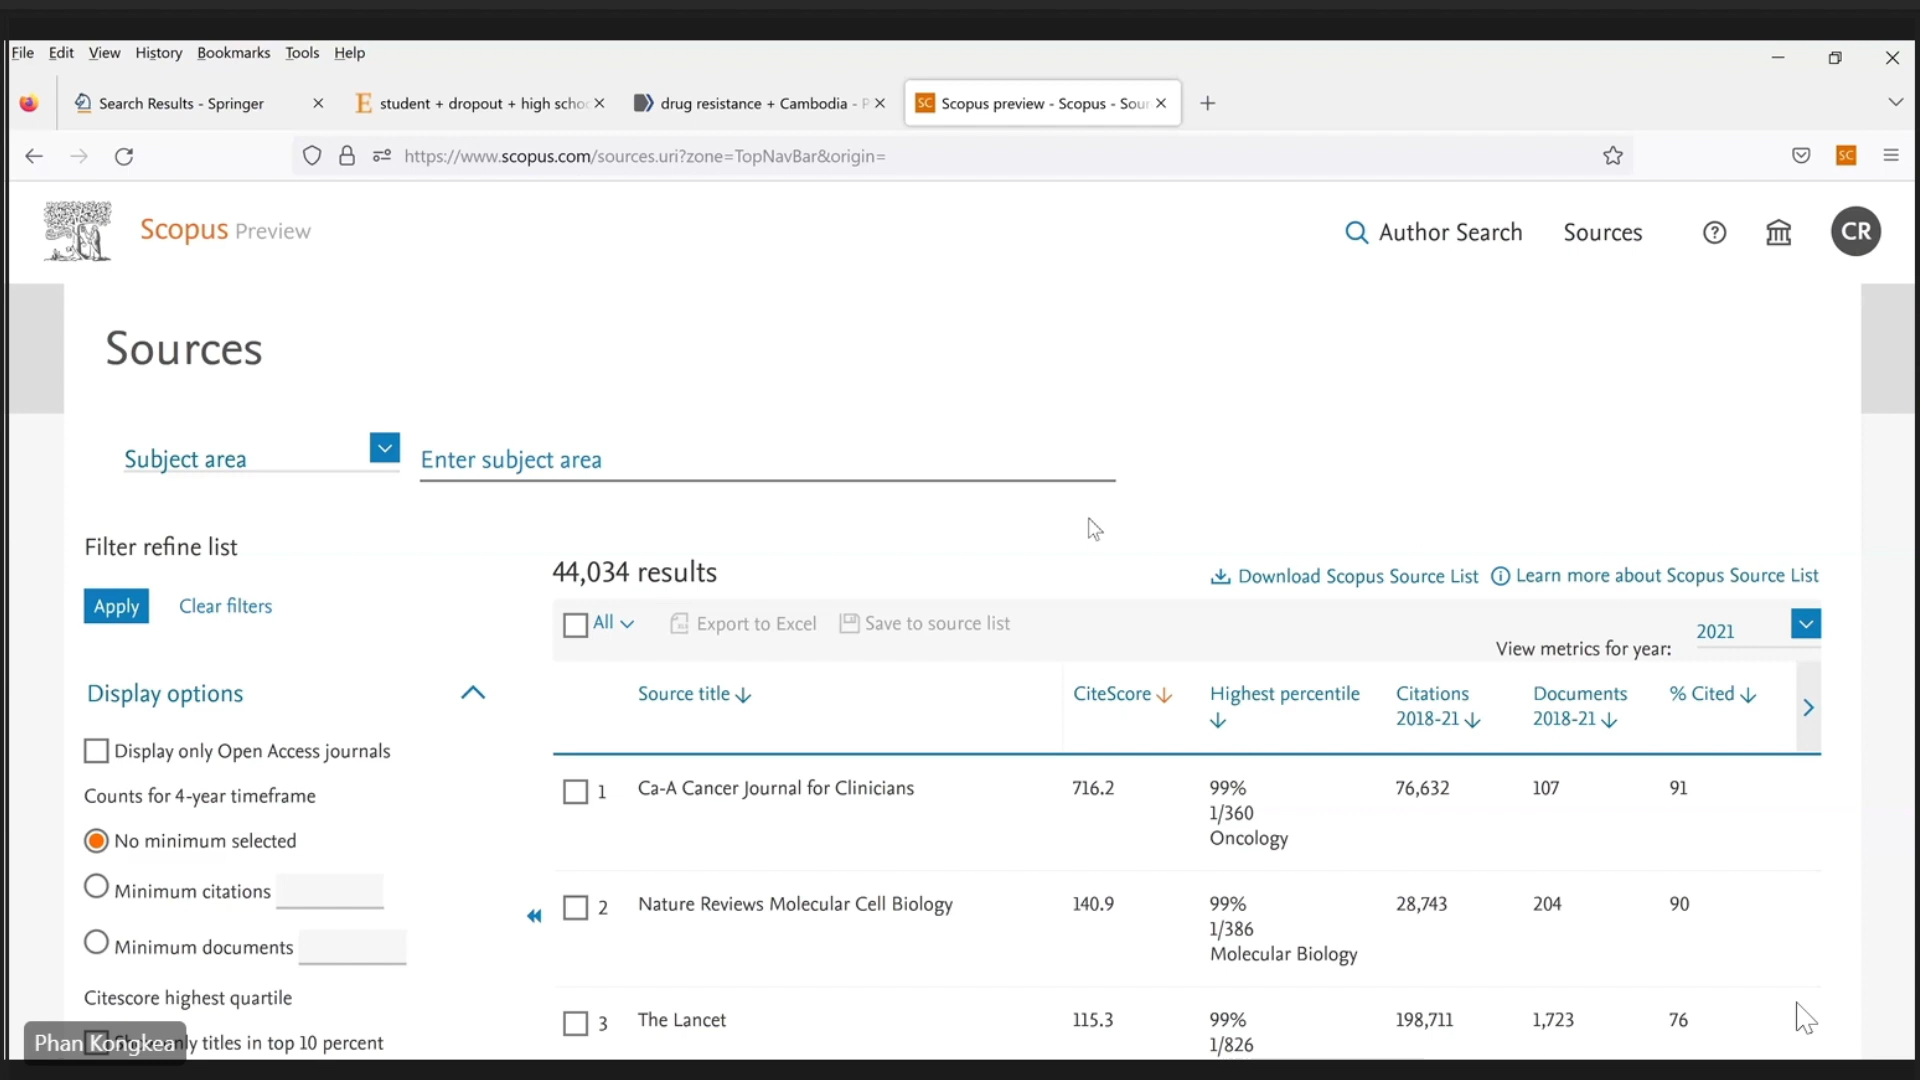 File Edit View History Bookmarks Tools Help
Search Results - Springer
student + dropout + high scho
drug resistance + Cambodia - P
SC Scopus preview - Scopus - Sour
https://www.scopus.com/sources.uri?zone=TopNavBar&origin=
SC
Scopus Preview
Author Search Sources CR
Sources
Subject area Enter subject area
Filter refine list
Apply Clear filters
Display options
Display only Open Access journals
Counts for 4-year timeframe
No minimum selected
Minimum citations
Minimum documents
Citescore highest quartile
only titles in top 10 percent
Phan Kongkea
44,034 results
Download Scopus Source List Learn more about Scopus Source List
All Export to Excel Save to source list
View metrics for year: 2021
Source title CiteScore Highest percentile Citations 2018-21 Documents 2018-21 % Cited
1 Ca-A Cancer Journal for Clinicians 716.2 99% 76,632 107 91
1/360
Oncology
2 Nature Reviews Molecular Cell Biology 140.9 99% 28,743 204 90
1/386
Molecular Biology
3 The Lancet 115.3 99% 198,711 1,723 76
1/826